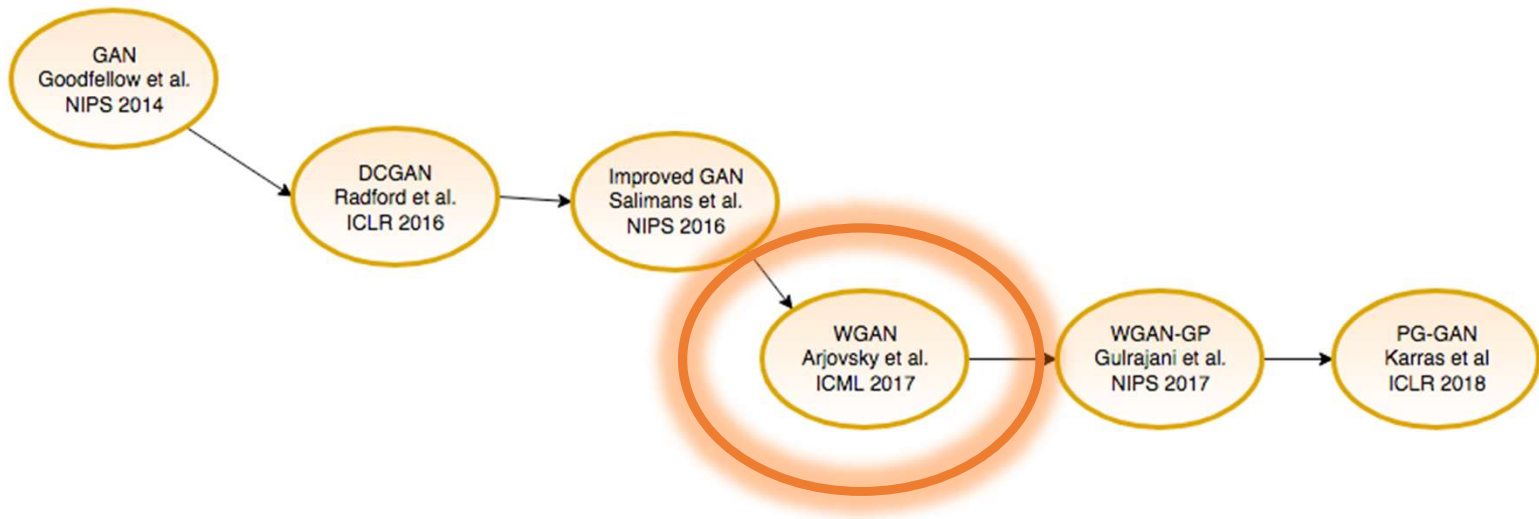 GAN
Goodfellow et al.
NIPS 2014
DCGAN
Radford et al.
ICLR 2016
Improved GAN
Salimans et al.
NIPS 2016
WGAN
Arjovsky et al.
ICML 2017
WGAN-GP
Gulrajani et al.
NIPS 2017
PG-GAN
Karras et al
ICLR 2018